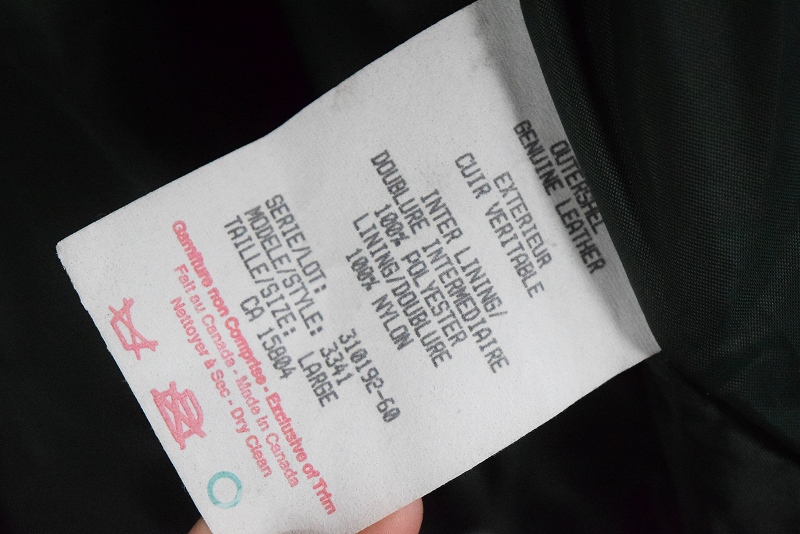 OUTERSHEL
GENUINE LEATHER
EXTERIEUR
CUIR VERITABLE
INTER LINING/
DOUBLURE INTERMEDIAIRE
100% POLYESTER
LINING/DOUBLURE
100% NYLON
SERIE/LOT: 310192-60
MODELE/STYLE: 3341
TAILLE/SIZE: LARGE
CA 15804
Garniture non Comprise - Exclusive of Trim
Fait au Canada - Made in Canada
Nettoyer à Sec - Dry Clean